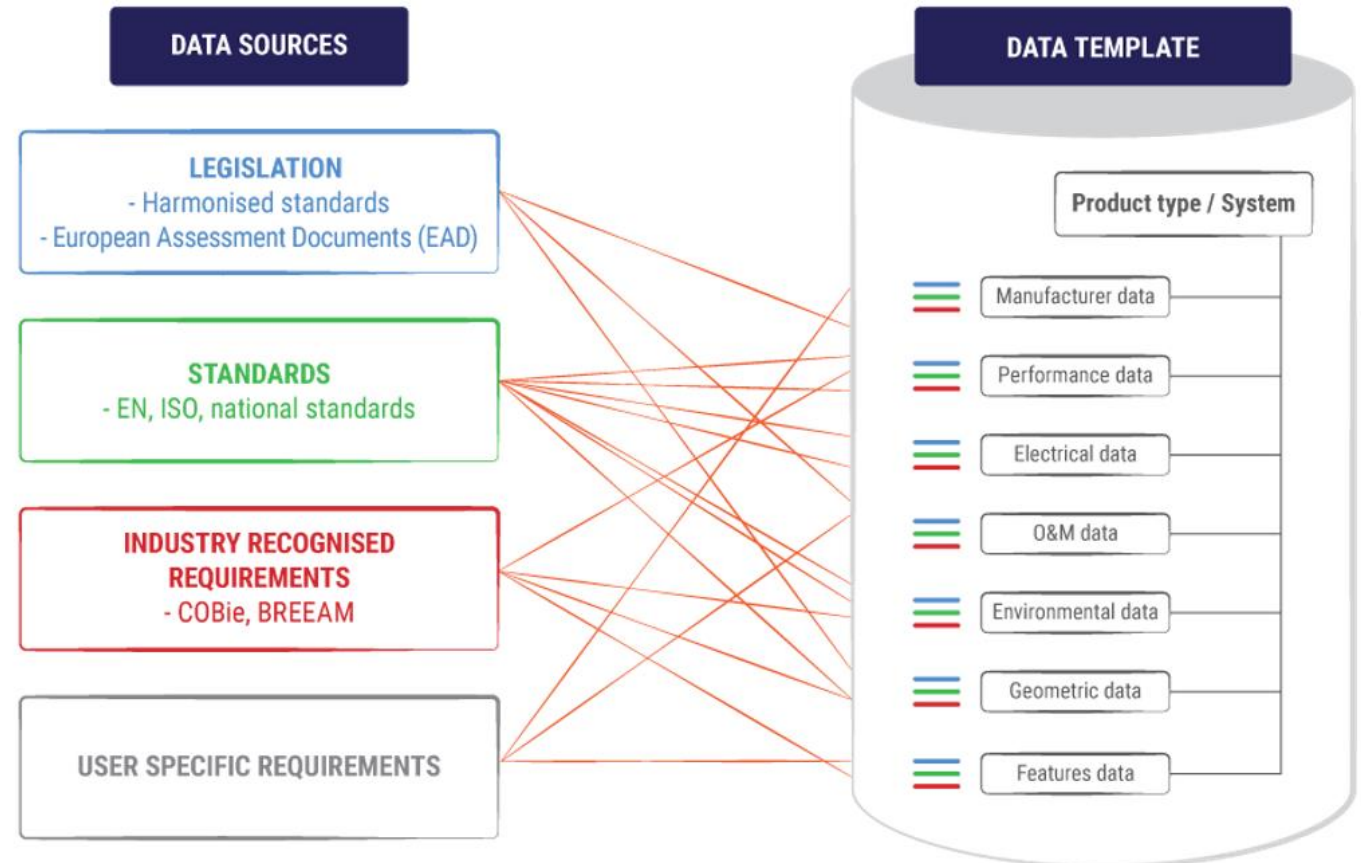 DATA SOURCES
LEGISLATION
- Harmonised standards
- European Assessment Documents (EAD)
STANDARDS
- EN, ISO, national standards
INDUSTRY RECOGNISED
REQUIREMENTS
- COBie, BREEAM
USER SPECIFIC REQUIREMENTS
DATA TEMPLATE
Product type / System
Manufacturer data
Performance data
Electrical data
O&M data
Environmental data
Geometric data
Features data